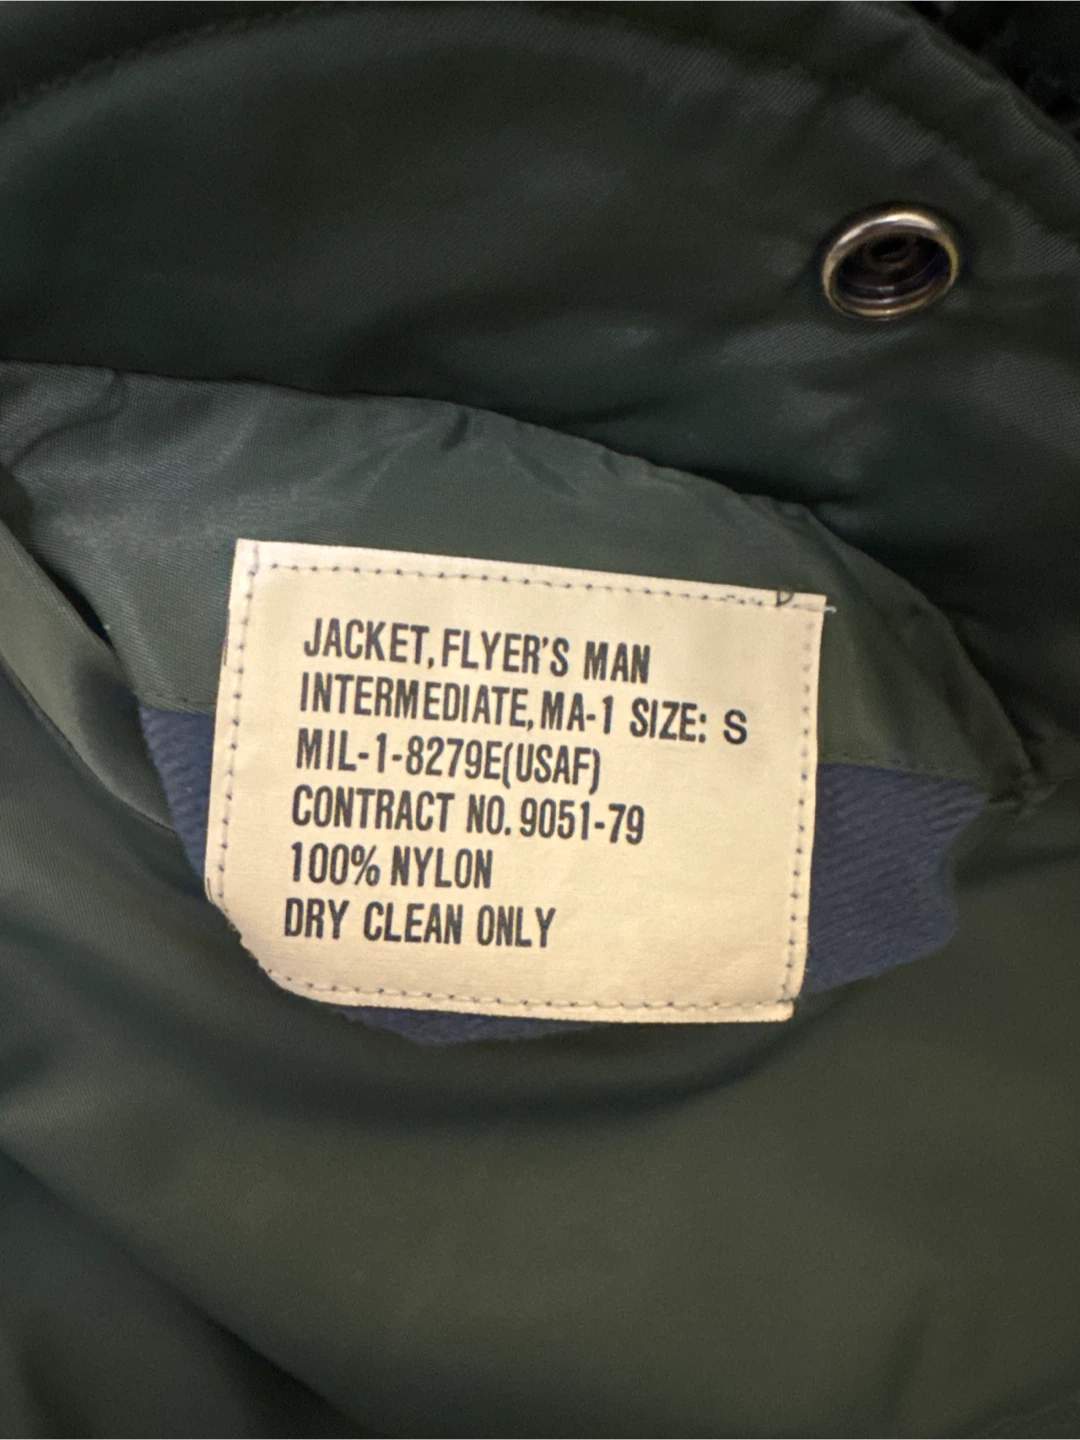 JACKET, FLYER'S MAN
INTERMEDIATE, MA-1 SIZE: S
MIL-1-8279E(USAF)
CONTRACT NO. 9051-79
100% NYLON
DRY CLEAN ONLY